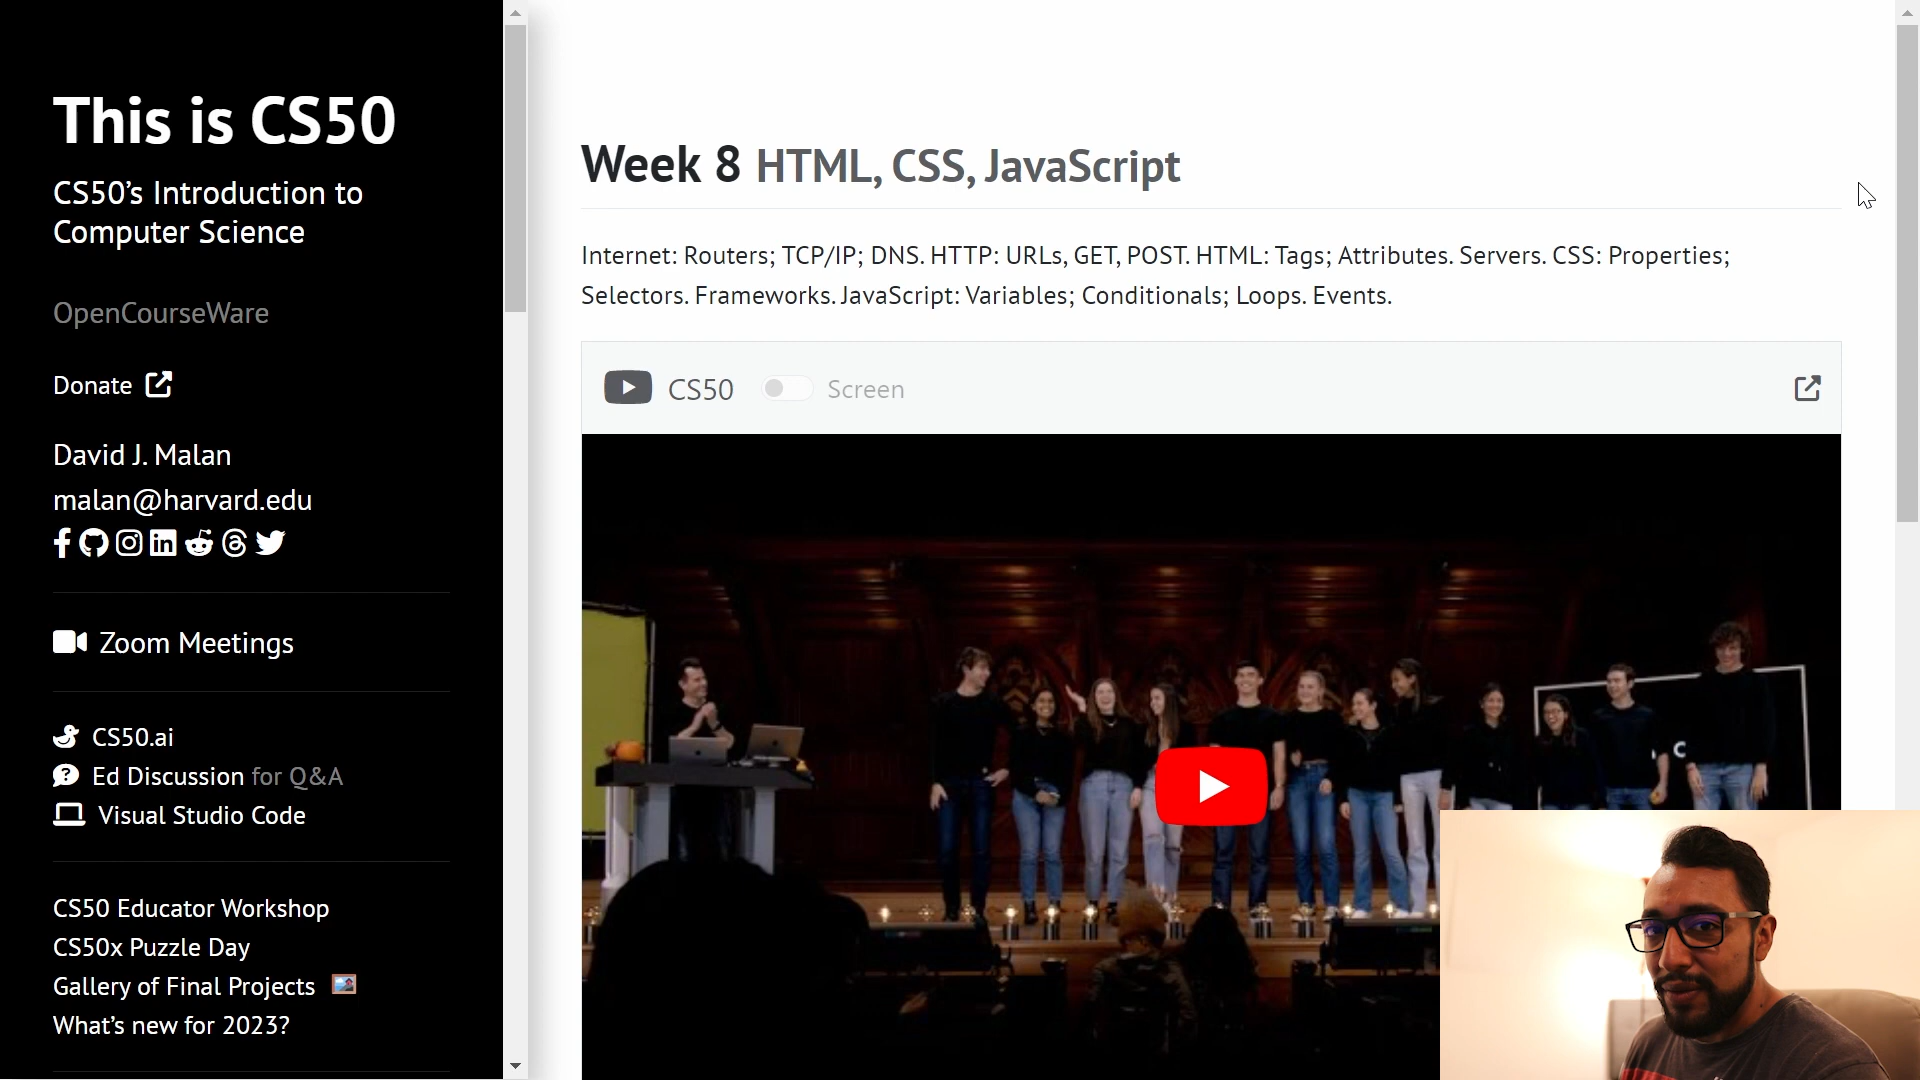 This is CS50
CS50’s Introduction to
Computer Science
OpenCourseWare
Donate
David J. Malan
malan@harvard.edu
Zoom Meetings
CS50.ai
Ed Discussion for Q&A
Visual Studio Code
CS50 Educator Workshop
CS50x Puzzle Day
Gallery of Final Projects
What’s new for 2023?
Week 8 HTML, CSS, JavaScript
Internet: Routers; TCP/IP; DNS. HTTP: URLs, GET, POST. HTML: Tags; Attributes. Servers. CSS: Properties;
Selectors. Frameworks. JavaScript: Variables; Conditionals; Loops. Events.
CS50 Screen